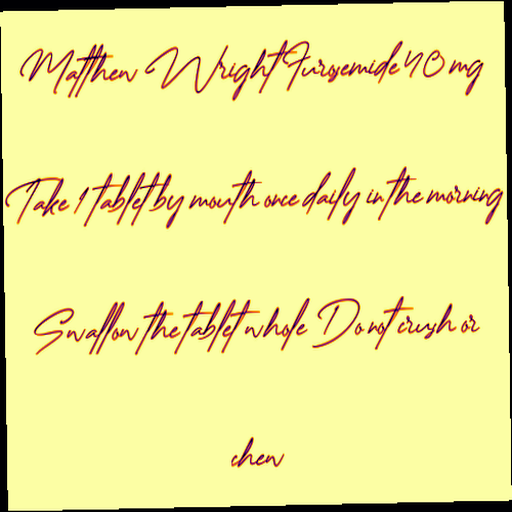 Matthew Wright Furosemide 40 mg
Take 1 tablet by mouth once daily in the morning
Swallow the tablet whole Do not crush or
chew